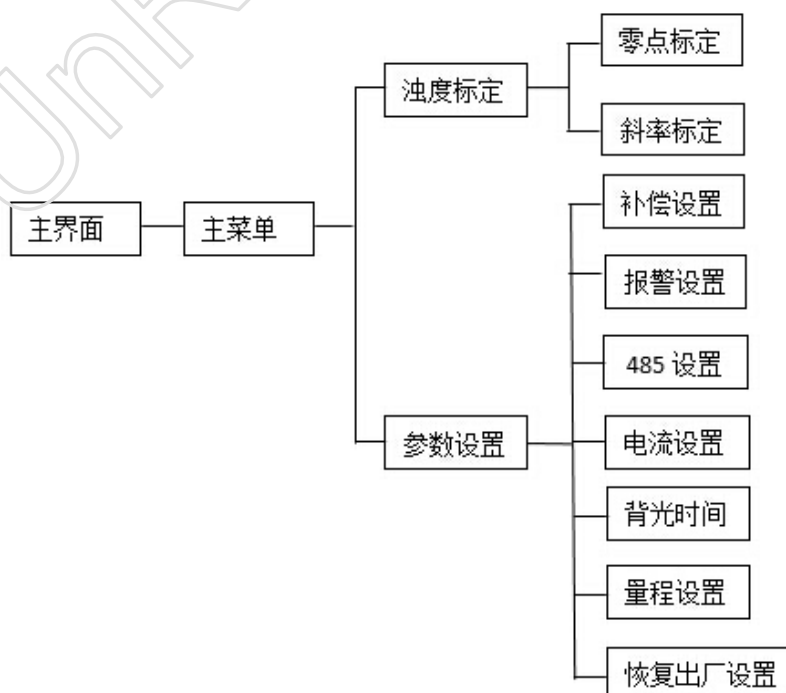 零点标定
浊度标定
斜率标定
主界面
主菜单
补偿设置
报警设置
485 设置
参数设置
电流设置
背光时间
量程设置
恢复出厂设置